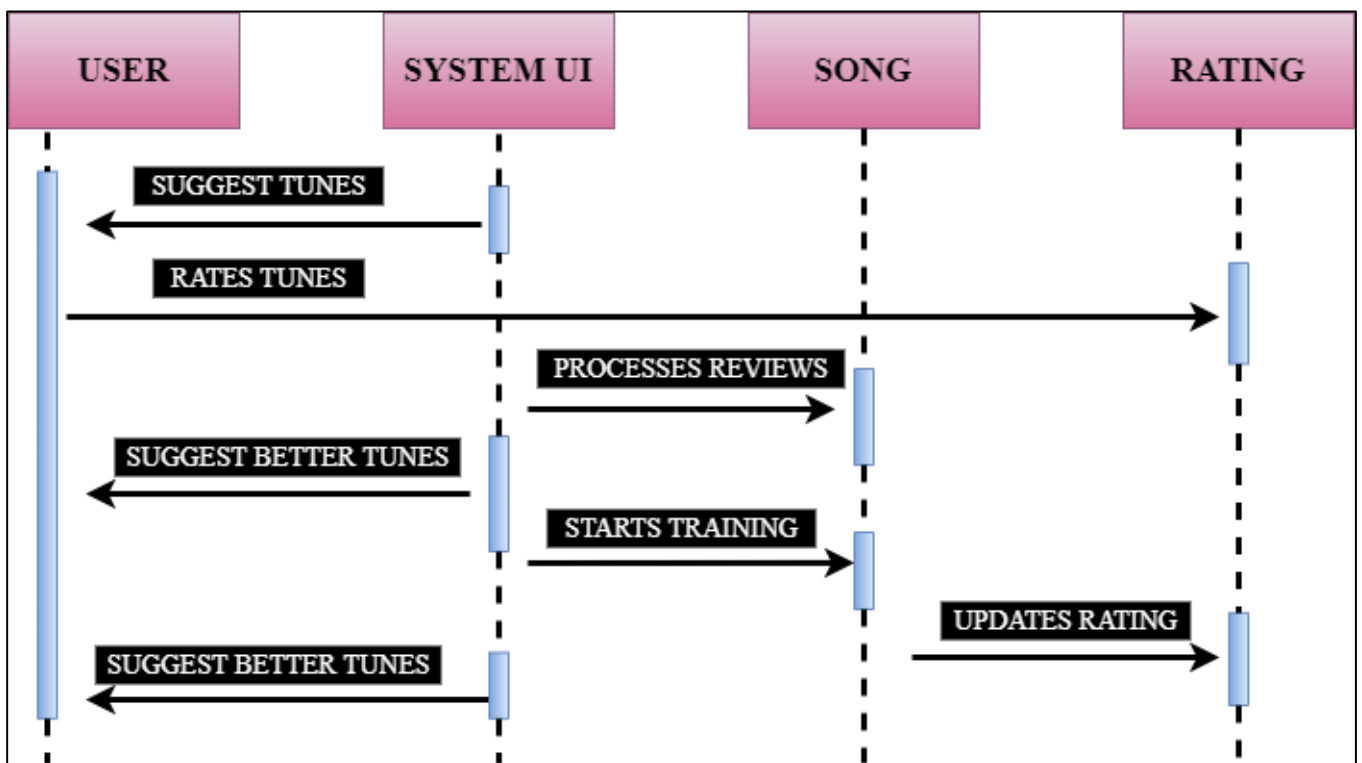 USER
SYSTEM UI
SONG
RATING
SUGGEST TUNES
RATES TUNES
PROCESSES REVIEWS
SUGGEST BETTER TUNES
STARTS TRAINING
UPDATES RATING
SUGGEST BETTER TUNES